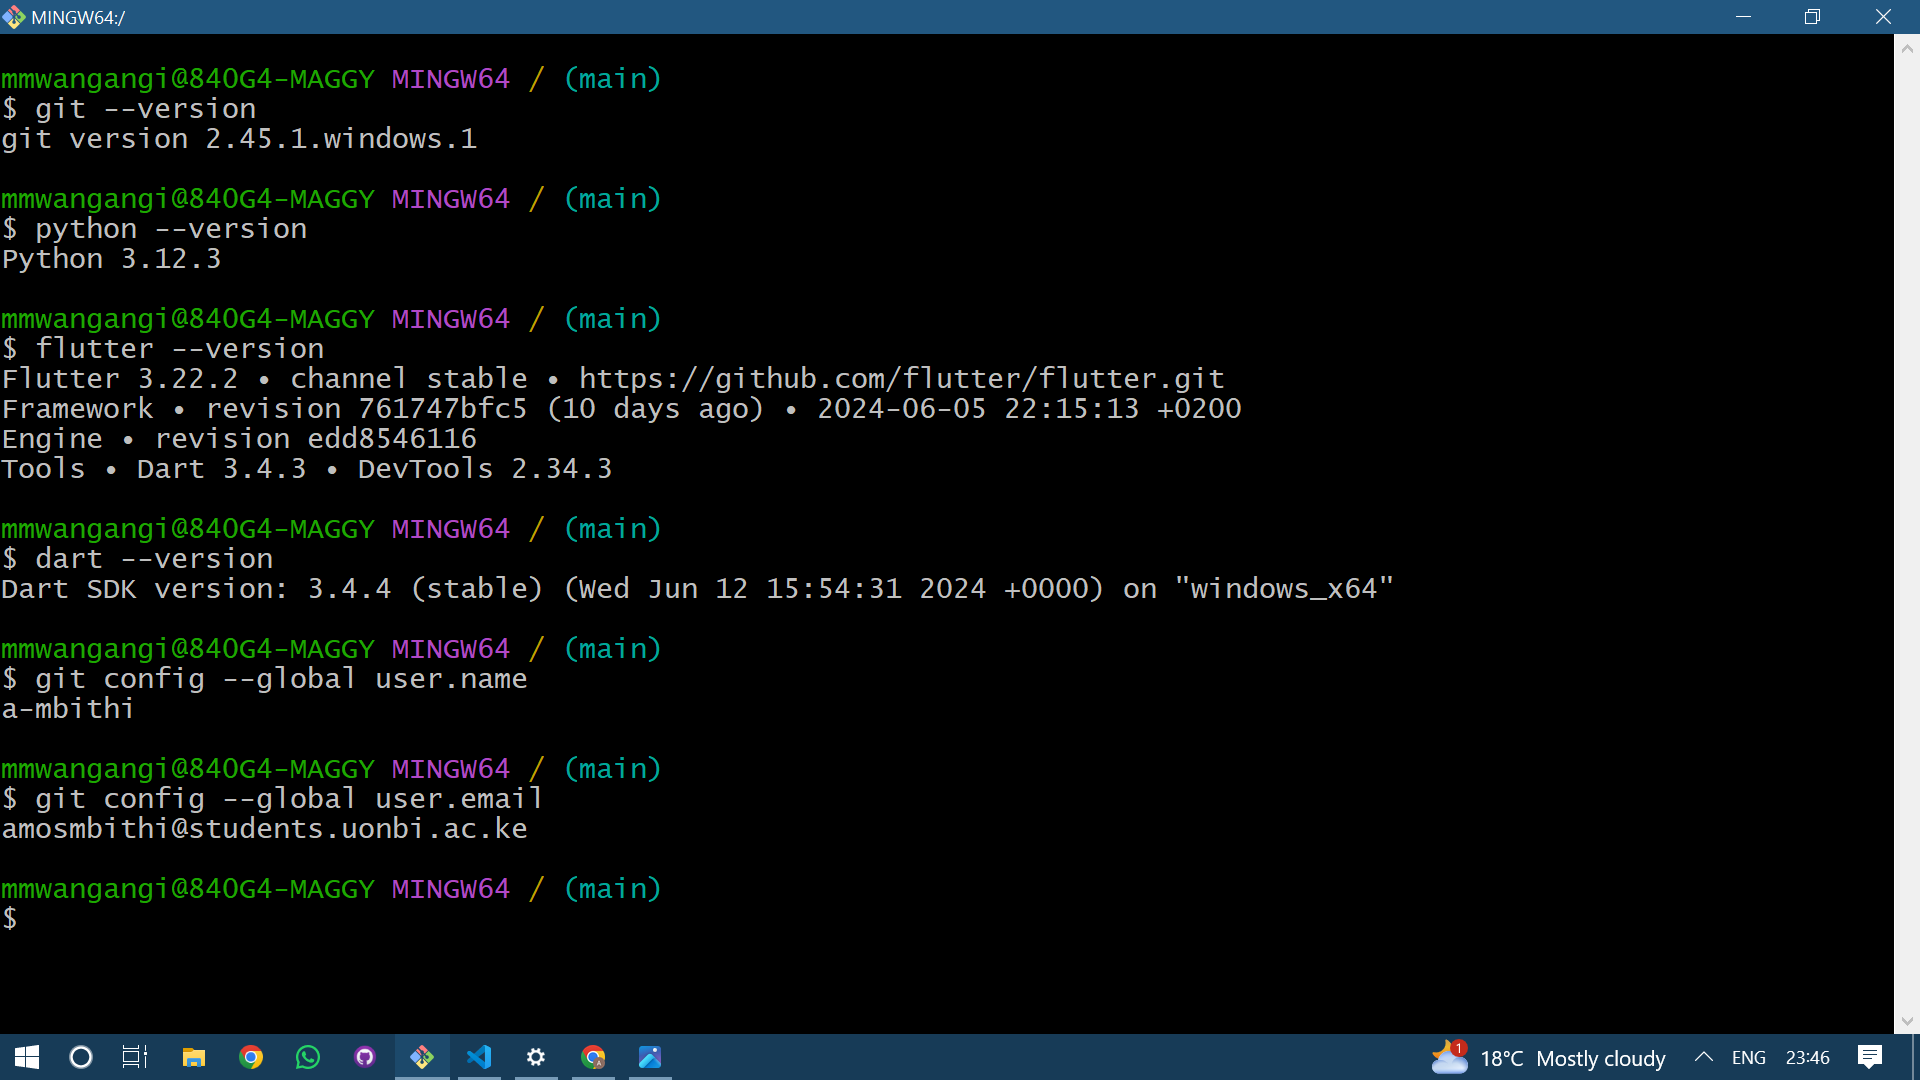 MINGW64:/
mmwangangi@840G4-MAGGY MINGW64 / (main)
$ git --version
git version 2.45.1.windows.1
mmwangangi@840G4-MAGGY MINGW64 / (main)
$ python --version
Python 3.12.3
mmwangangi@840G4-MAGGY MINGW64 / (main)
$ flutter --version
Flutter 3.22.2 • channel stable • https://github.com/flutter/flutter.git
Framework • revision 761747bfc5 (10 days ago) • 2024-06-05 22:15:13 +0200
Engine • revision edd8546116
Tools • Dart 3.4.3 • DevTools 2.34.3
mmwangangi@840G4-MAGGY MINGW64 / (main)
$ dart --version
Dart SDK version: 3.4.4 (stable) (Wed Jun 12 15:54:31 2024 +0000) on "windows_x64"
mmwangangi@840G4-MAGGY MINGW64 / (main)
$ git config --global user.name
a-mbithi
mmwangangi@840G4-MAGGY MINGW64 / (main)
$ git config --global user.email
amosmbithi@students.uonbi.ac.ke
mmwangangi@840G4-MAGGY MINGW64 / (main)
$
1 18°C Mostly cloudy ENG 23:46